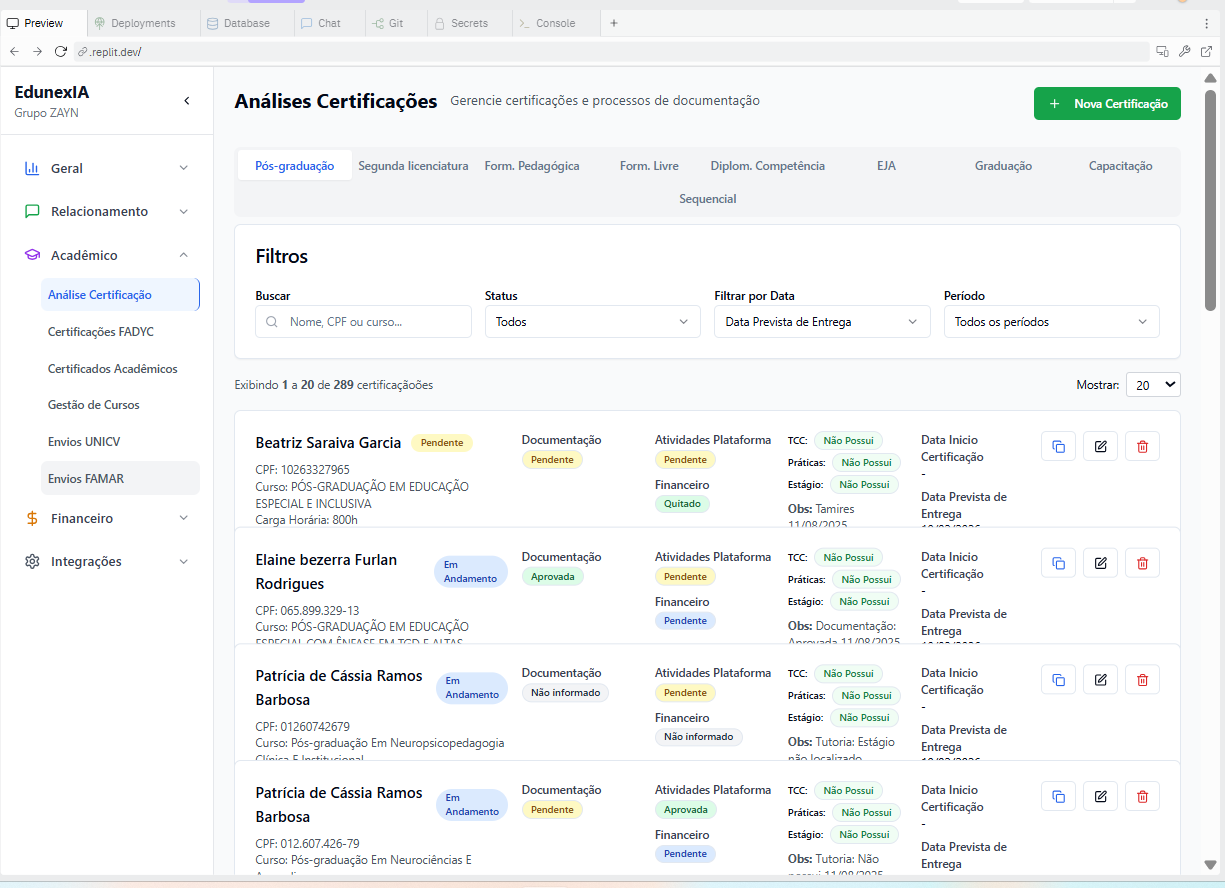 Preview Deployments Database Chat Git Secrets Console
.replit.dev/
EdunexIA
Grupo ZAYN
Geral
Relacionamento
Acadêmico
Análise Certificação
Certificações FADYC
Certificados Acadêmicos
Gestão de Cursos
Envios UNICV
Envios FAMAR
Financeiro
Integrações
Análises Certificações Gerencie certificações e processos de documentação
+ Nova Certificação
Pós-graduação Segunda licenciatura Form. Pedagógica Form. Livre Diplom. Competência EJA Graduação Capacitação
Sequencial
Filtros
Buscar Status Filtrar por Data Período
Nome, CPF ou curso... Todos Data Prevista de Entrega Todos os períodos
Exibindo 1 a 20 de 289 certificaçãoões Mostrar: 20
Beatriz Saraiva Garcia Pendente
CPF: 10263327965
Curso: PÓS-GRADUAÇÃO EM EDUCAÇÃO
ESPECIAL E INCLUSIVA
Carga Horária: 800h
Documentação
Pendente
Atividades Plataforma
Pendente
Financeiro
Quitado
TCC: Não Possui
Práticas: Não Possui
Estágio: Não Possui
Obs: Tamires
11/08/2025
Data Inicio
Certificação
-
Data Prevista de
Entrega
Elaine bezerra Furlan
Rodrigues
Em
Andamento
CPF: 065.899.329-13
Curso: PÓS-GRADUAÇÃO EM EDUCAÇÃO
ESPECIAL COM ÊNFASE EM TGD E ALTAS
Documentação
Aprovada
Atividades Plataforma
Pendente
Financeiro
Pendente
TCC: Não Possui
Práticas: Não Possui
Estágio: Não Possui
Obs: Documentação:
Aprovada 11/08/2025
Data Inicio
Certificação
-
Data Prevista de
Entrega
Patrícia de Cássia Ramos
Barbosa
Em
Andamento
CPF: 01260742679
Curso: Pós-graduação Em Neuropsicopedagogia
Clínica E Institucional
Documentação
Não informado
Atividades Plataforma
Pendente
Financeiro
Não informado
TCC: Não Possui
Práticas: Não Possui
Estágio: Não Possui
Obs: Tutoria: Estágio
não localizado
Data Inicio
Certificação
-
Data Prevista de
Entrega
Patrícia de Cássia Ramos
Barbosa
Em
Andamento
CPF: 012.607.426-79
Curso: Pós-graduação Em Neurociências E
Documentação
Pendente
Atividades Plataforma
Aprovada
Financeiro
Pendente
TCC: Não Possui
Práticas: Não Possui
Estágio: Não Possui
Obs: Tutoria: Não
possui 11/08/2025
Data Inicio
Certificação
-
Data Prevista de
Entrega